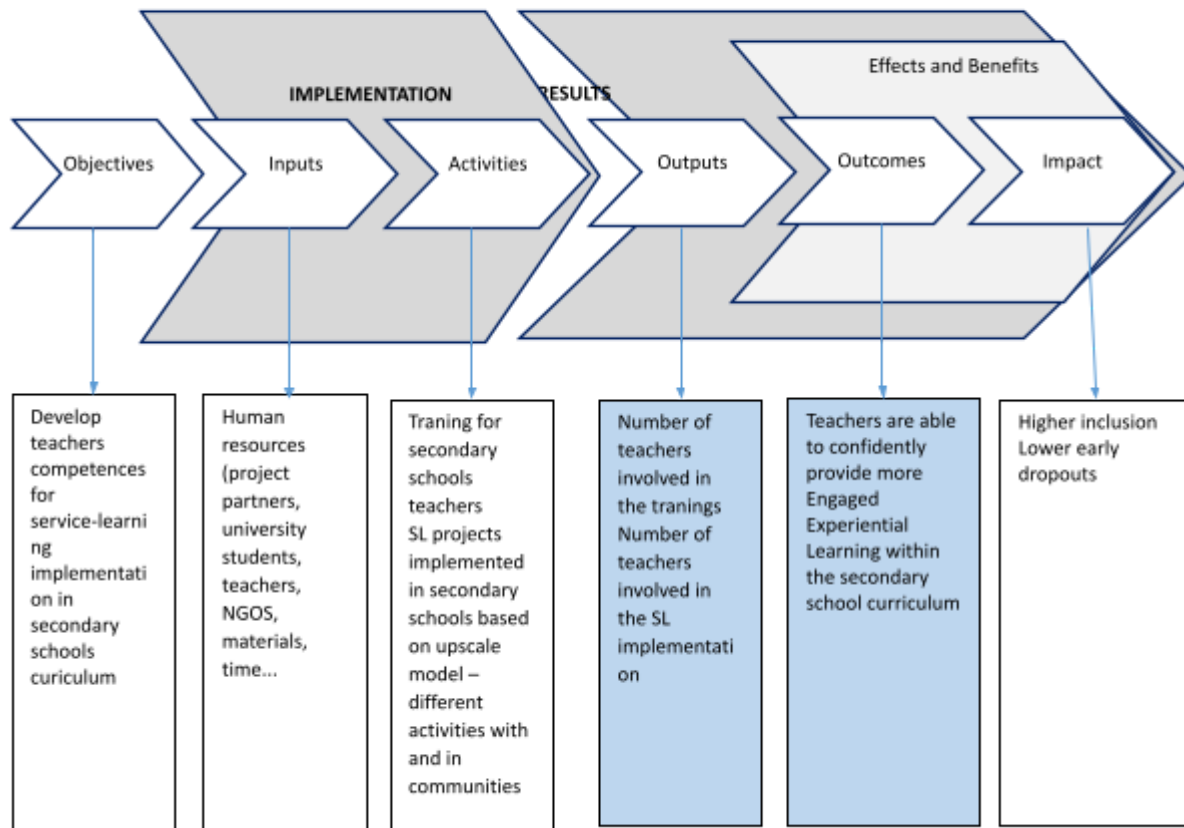 Effects and Benefits
IMPLEMENTATION
RESULTS
Objectives
Inputs
Activities
Outputs
Outcomes
Impact
Develop
teachers
competences
for
service-learni
ng
implementati
on in
secondary
schools
curiculum
Human
resources
(project
partners,
university
students,
teachers,
NGOS,
materials,
time...
Traning for
secondary
schools
teachers
SL projects
implemented
in secondary
schools based
on upscale
model –
different
activities with
and in
communities
Number of
teachers
involved in
the tranings
Number of
teachers
involved in
the SL
implementati
on
Teachers are able
to confidently
provide more
Engaged
Experiential
Learning within
the secondary
school curriculum
Higher inclusion
Lower early
dropouts